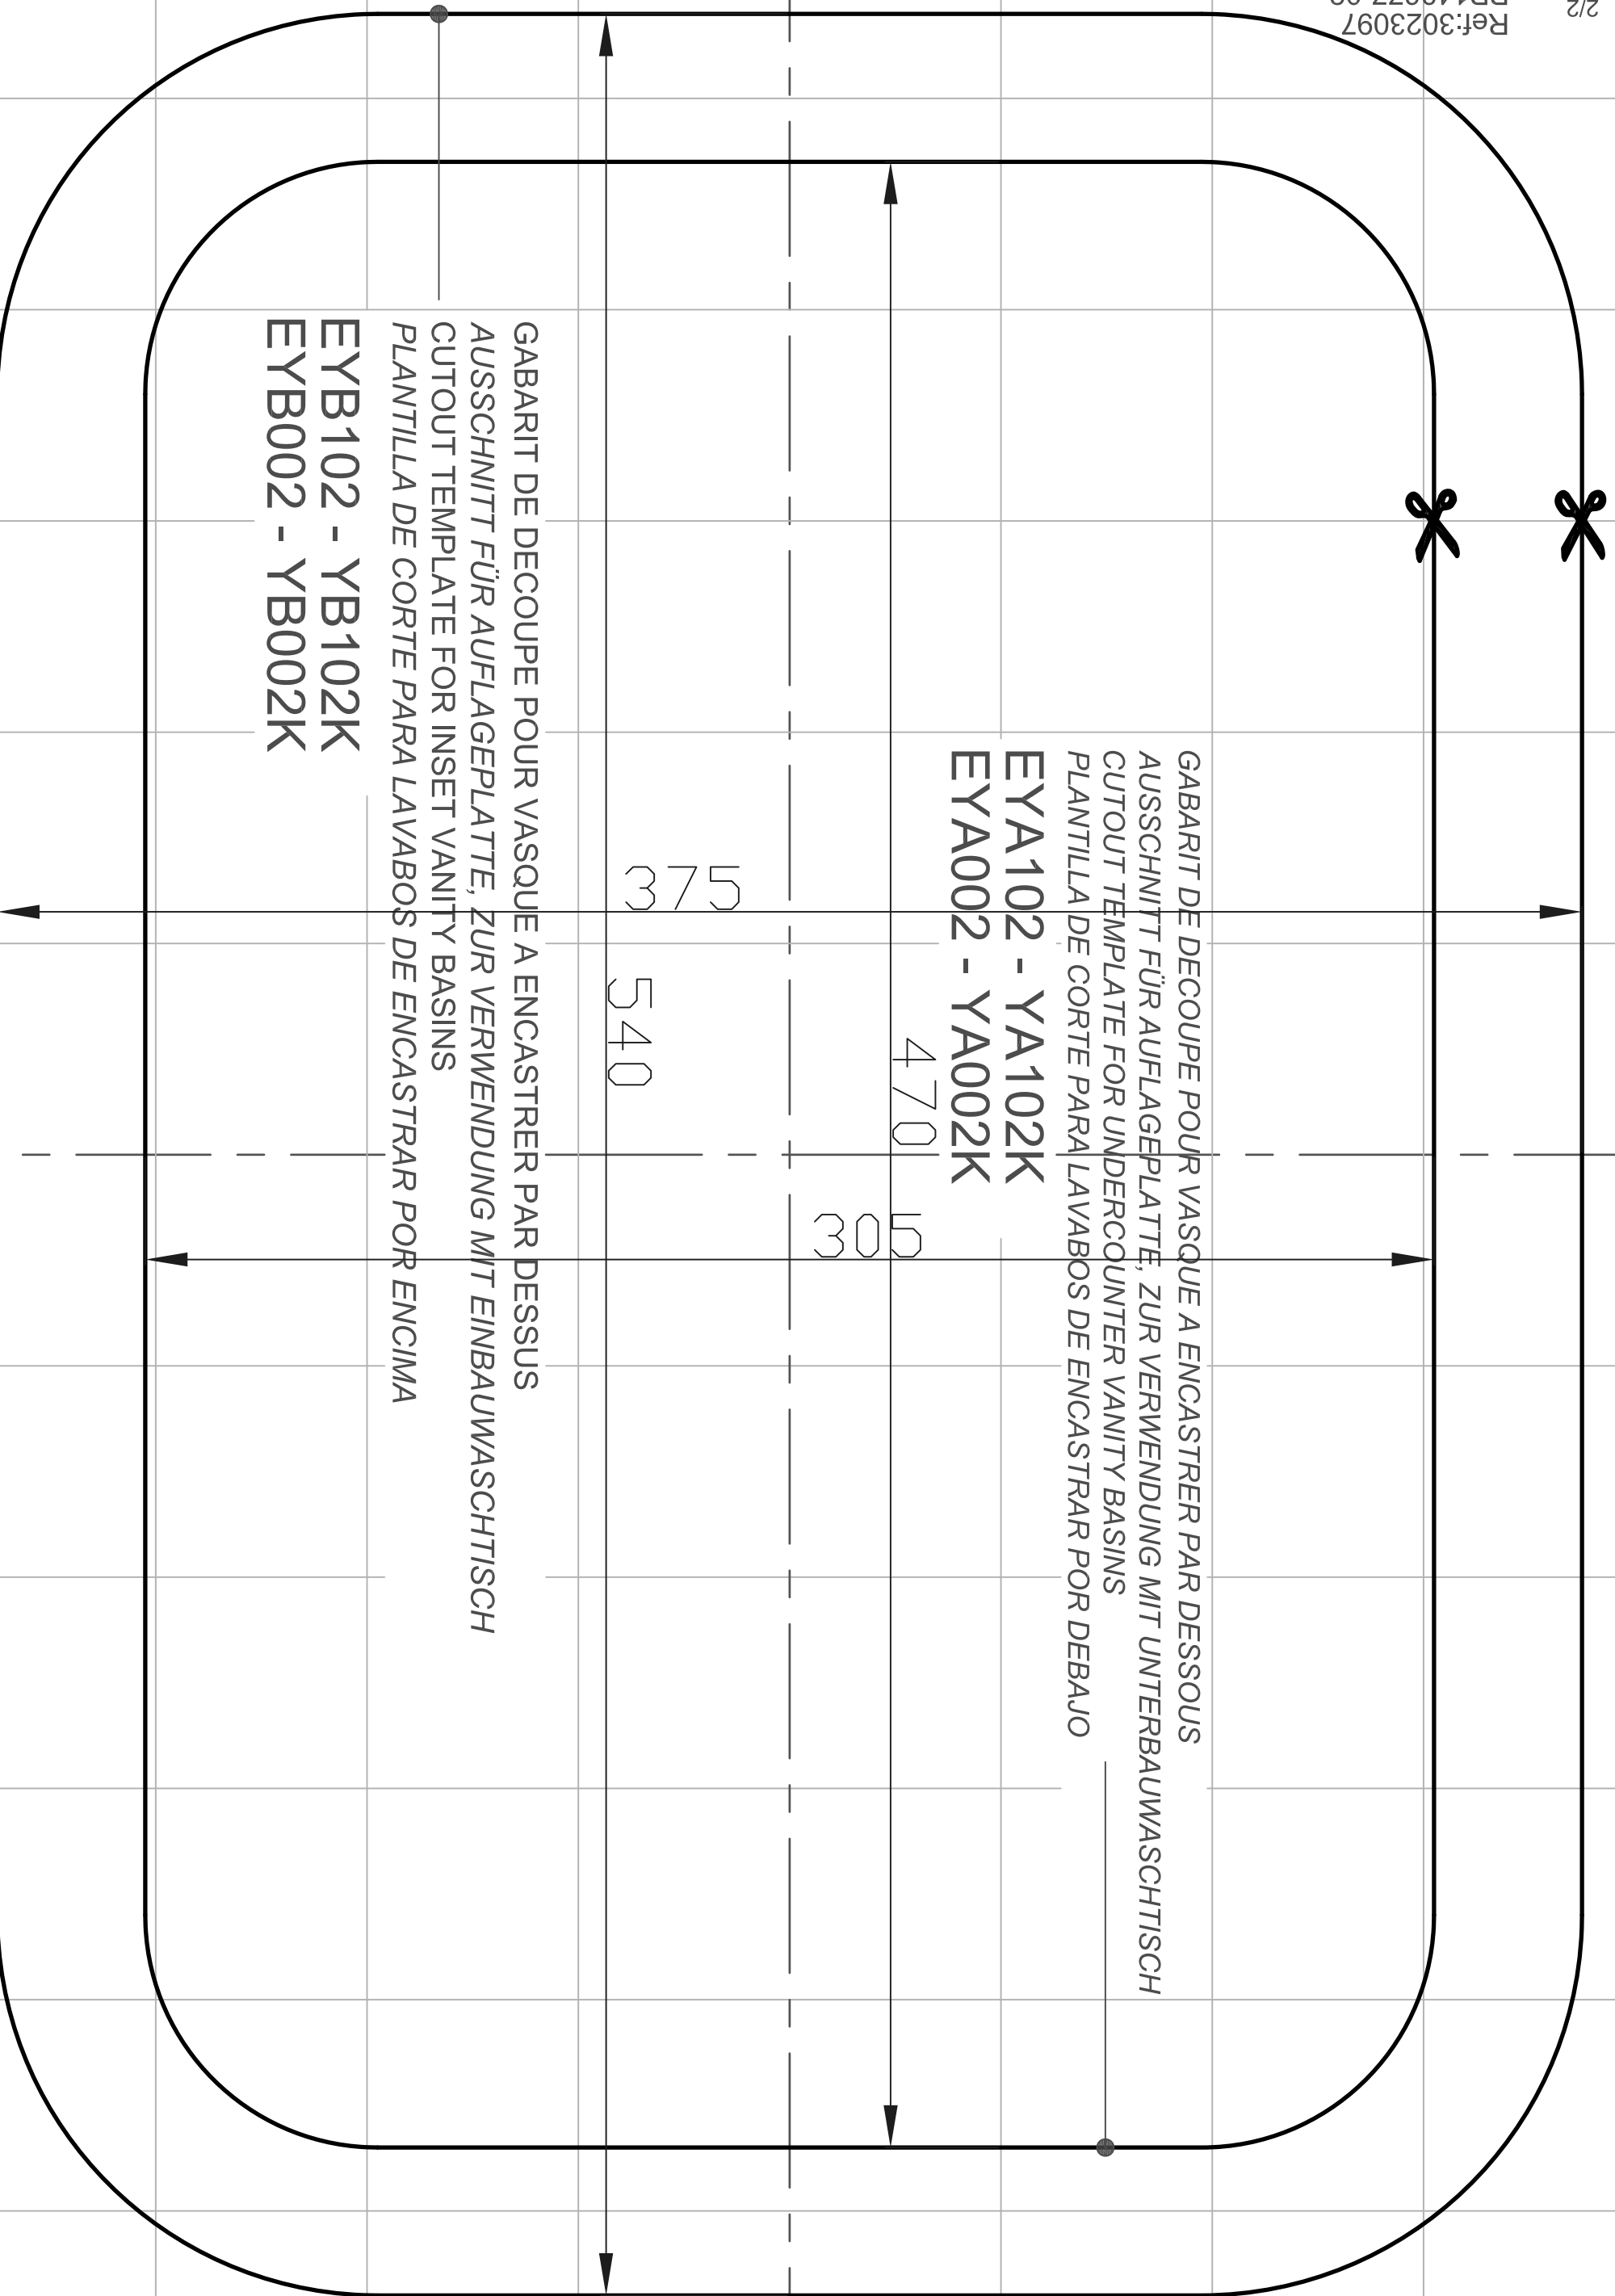 2/2
Ref:3023097
GABARIT DE DECOUPE POUR VASQUE A ENCASTRER PAR DESSOUS
AUSSCHNITT FÜR AUFLAGEPLATTE, ZUR VERWENDUNG MIT UNTERBAUWASCHTISCH
CUTOUT TEMPLATE FOR UNDERCOUNTER VANITY BASINS
PLANTILLA DE CORTE PARA LAVABOS DE ENCASTRAR POR DEBAJO
EYA102 - YA102K
EYA002 - YA002K
470
305
375
540
GABARIT DE DECOUPE POUR VASQUE A ENCASTRER PAR DESSUS
AUSSCHNITT FÜR AUFLAGEPLATTE, ZUR VERWENDUNG MIT EINBAUWASCHTISCH
CUTOUT TEMPLATE FOR INSET VANITY BASINS
PLANTILLA DE CORTE PARA LAVABOS DE ENCASTRAR POR ENCIMA
EYB102 - YB102K
EYB002 - YB002K